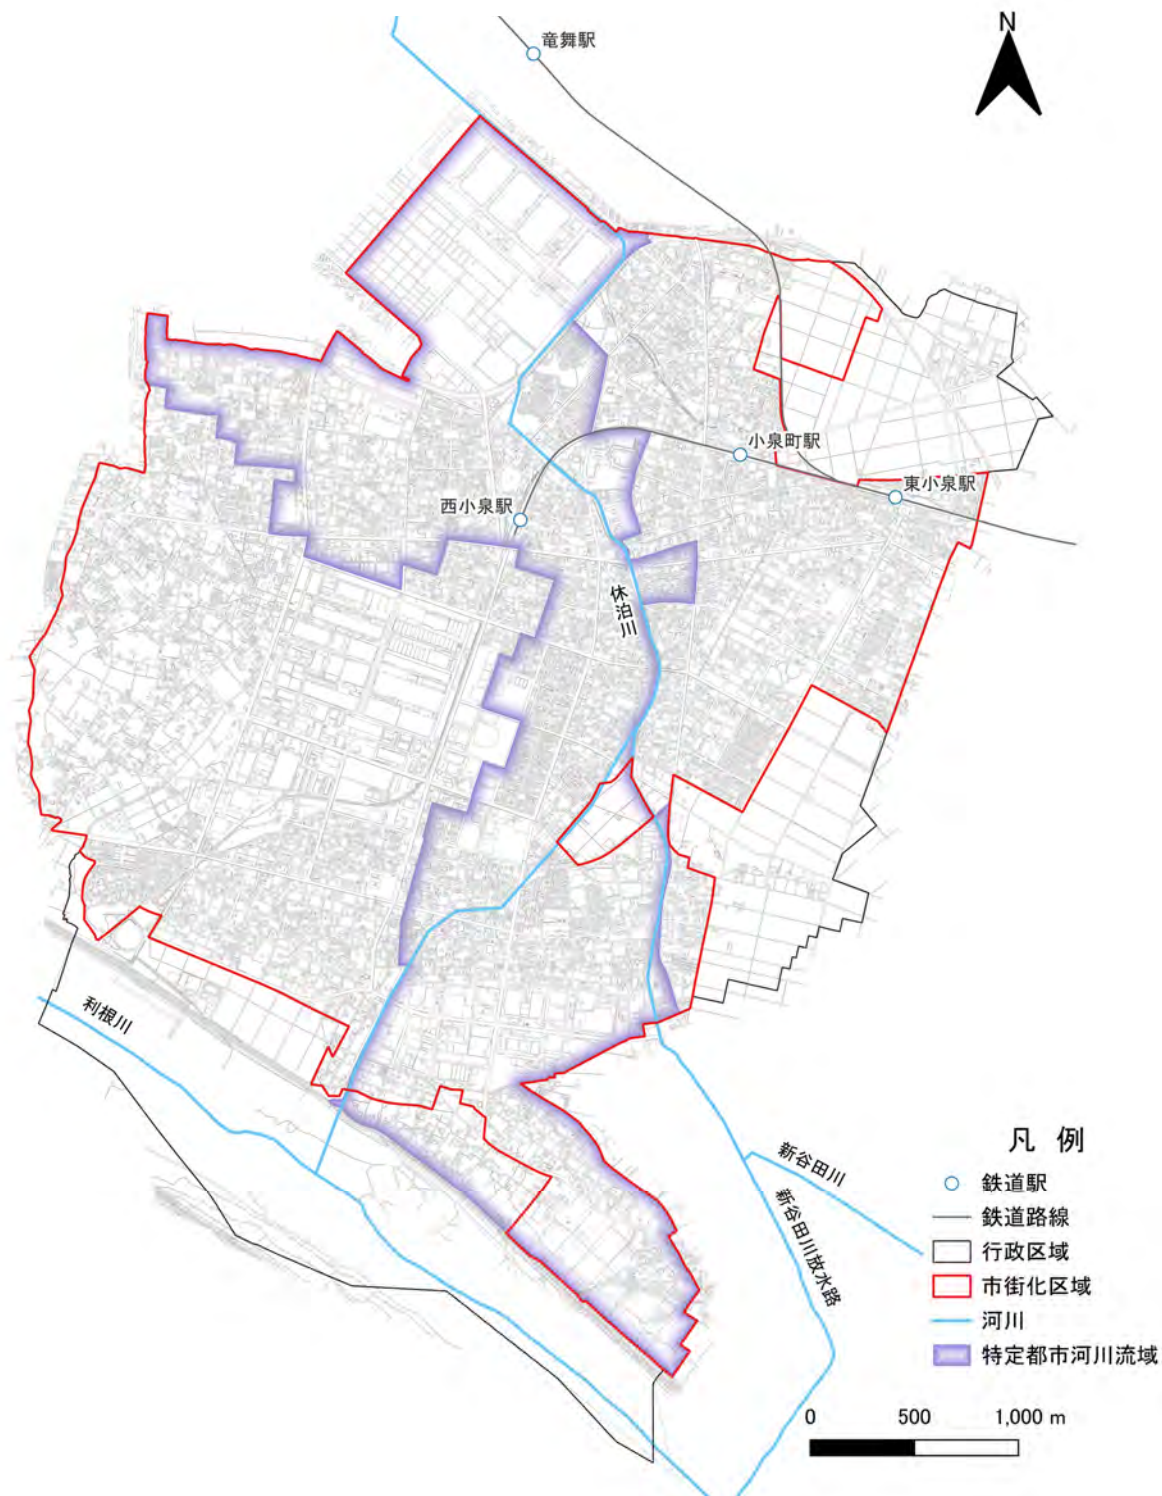 N
竜舞駅
小泉町駅
東小泉駅
西小泉駅
休泊川
利根川
新谷田川
新谷田川放水路
凡 例
鉄道駅
鉄道路線
行政区域
市街化区域
河川
特定都市河川流域
0 500 1,000 m